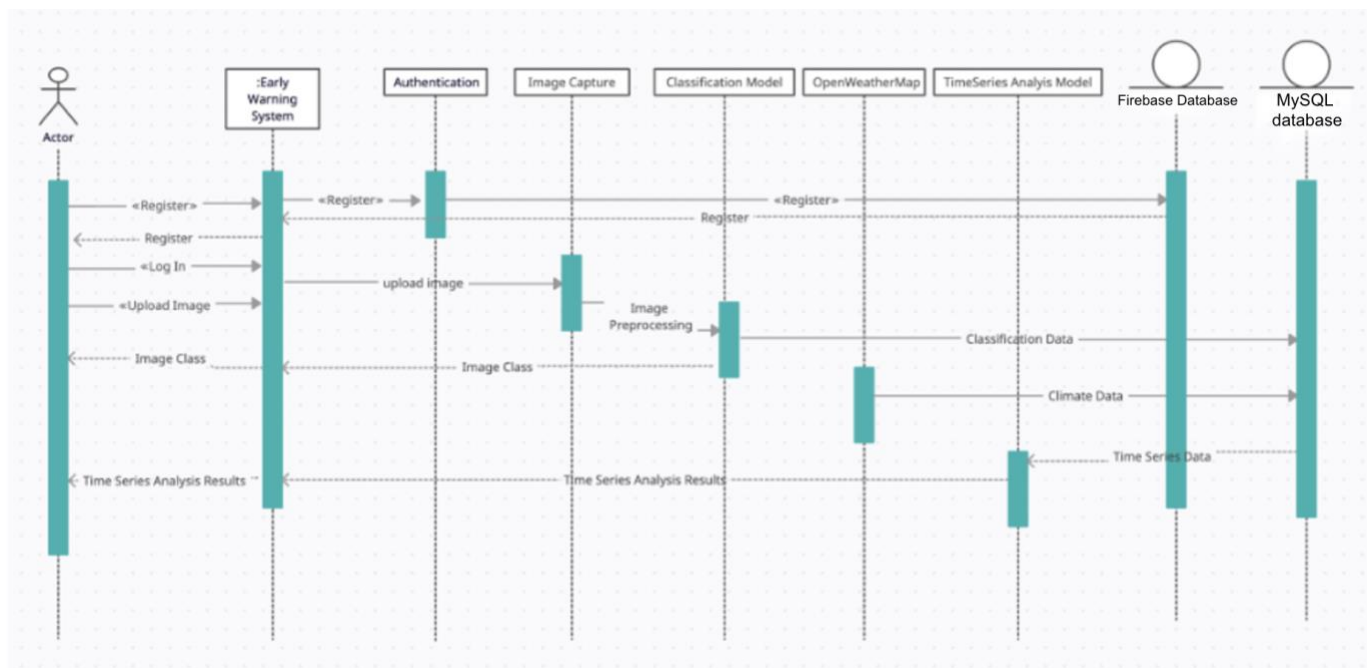 :Early
Warning
System
Authentication
Image Capture
Classification Model
OpenWeatherMap
TimeSeries Analyis Model
Firebase Database
MySQL
database
Actor
«Register»
«Register»
«Register»
Register
Register
«Log In
upload image
«Upload Image
Image
Preprocessing
Classification Data
Image Class
Image Class
Climate Data
Time Series Data
Time Series Analysis Results
Time Series Analysis Results